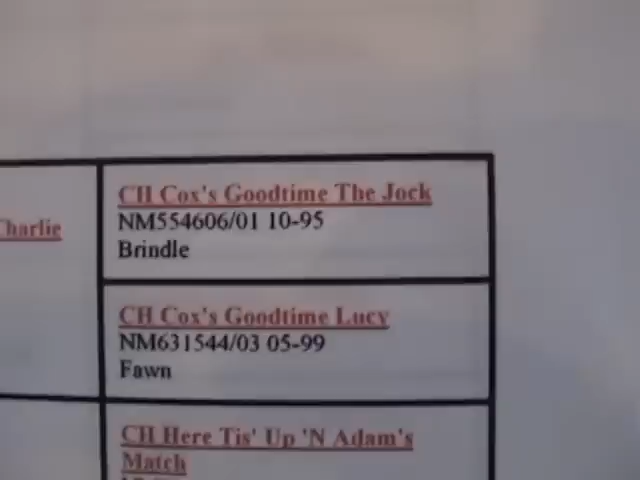 Charlie
CH Cox's Goodtime The Jock
NM554606/01 10-95
Brindle
CH Cox's Goodtime Lucy
NM631544/03 05-99
Fawn
CH Here Tis' Up 'N Adam's
Match